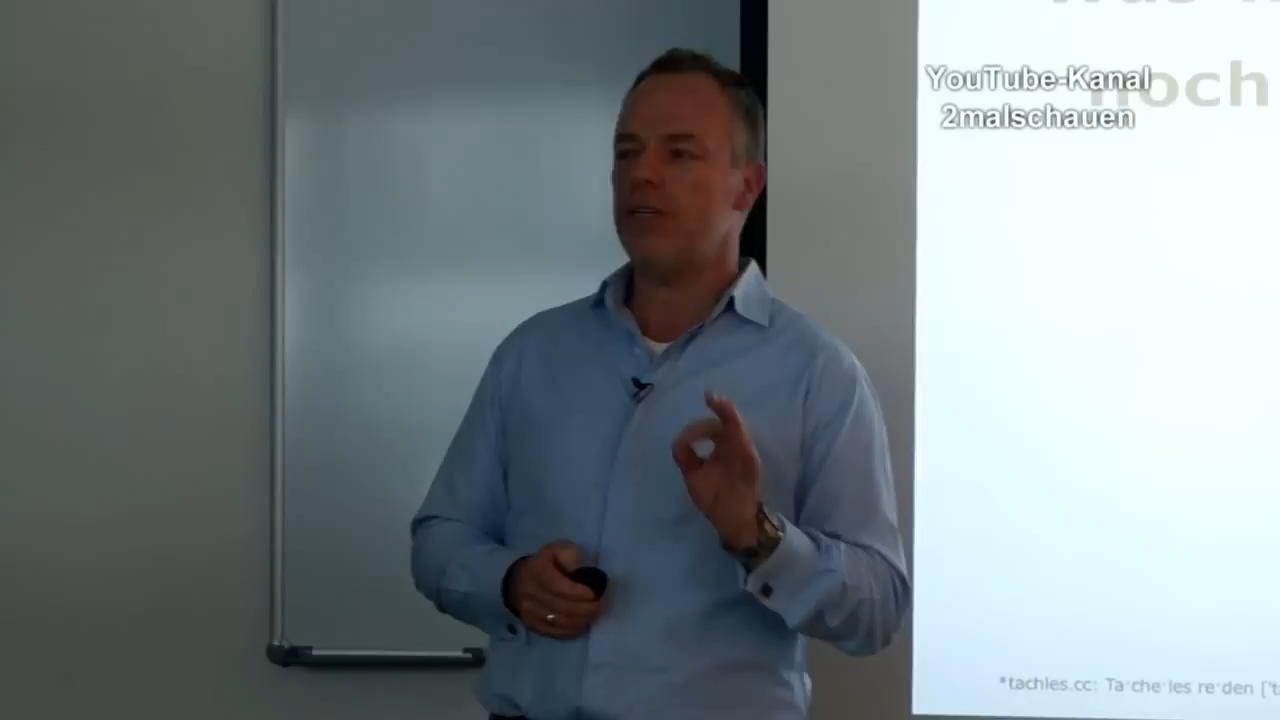 YouTube-Kanal
noch
2malschauen
*tachles.cc: Ta·che·les re·den ['t